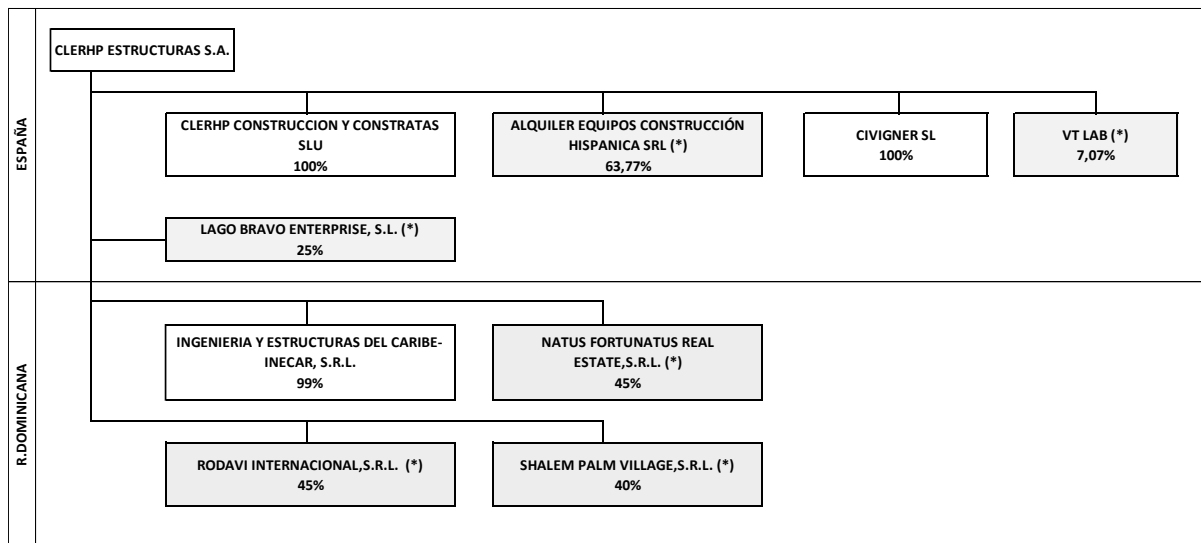 CLERHP ESTRUCTURAS S.A.
ESPAÑA
CLERHP CONSTRUCCION Y CONSTRATAS
SLU
100%
ALQUILER EQUIPOS CONSTRUCCIÓN
HISPANICA SRL (*)
63,77%
CIVIGNER SL
100%
VT LAB (*)
7,07%
LAGO BRAVO ENTERPRISE, S.L. (*)
25%
R.DOMINICANA
INGENIERIA Y ESTRUCTURAS DEL CARIBE-
INECAR, S.R.L.
99%
NATUS FORTUNATUS REAL
ESTATE,S.R.L. (*)
45%
RODAVI INTERNACIONAL,S.R.L. (*)
45%
SHALEM PALM VILLAGE,S.R.L. (*)
40%